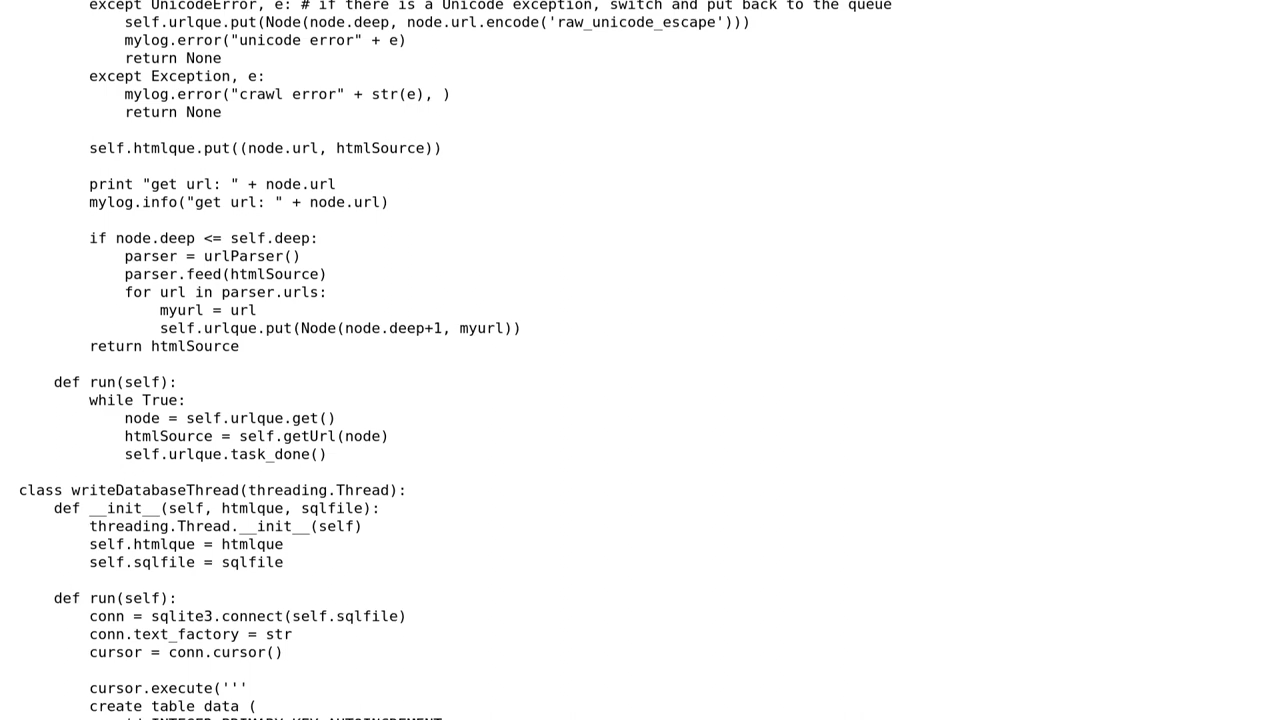 except UnicodeError, e: # if there is a Unicode exception, switch and put back to the queue
self.urlque.put(Node(node.deep, node.url.encode('raw_unicode_escape')))
mylog.error("unicode error" + e)
return None
except Exception, e:
mylog.error("crawl error" + str(e), )
return None
self.htmlque.put((node.url, htmlSource))
print "get url: " + node.url
mylog.info("get url: " + node.url)
if node.deep <= self.deep:
parser = urlParser()
parser.feed(htmlSource)
for url in parser.urls:
myurl = url
self.urlque.put(Node(node.deep+1, myurl))
return htmlSource
def run(self):
while True:
node = self.urlque.get()
htmlSource = self.getUrl(node)
self.urlque.task_done()
class writeDatabaseThread(threading.Thread):
def __init__(self, htmlque, sqlfile):
threading.Thread.__init__(self)
self.htmlque = htmlque
self.sqlfile = sqlfile
def run(self):
conn = sqlite3.connect(self.sqlfile)
conn.text_factory = str
cursor = conn.cursor()
cursor.execute('''
create table data (
INTEGER PRIMARY KEY AUTOINCREMENT